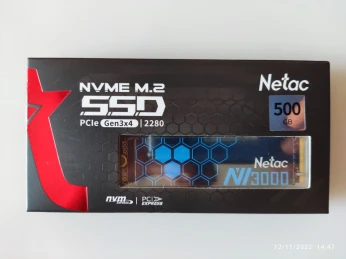 NVME M.2
SSD
PCIe Gen3x4 | 2280
Netac
500
GB
Netac
NV3000
nvm
PCI
EXPRESS
12/11/2022 14:47